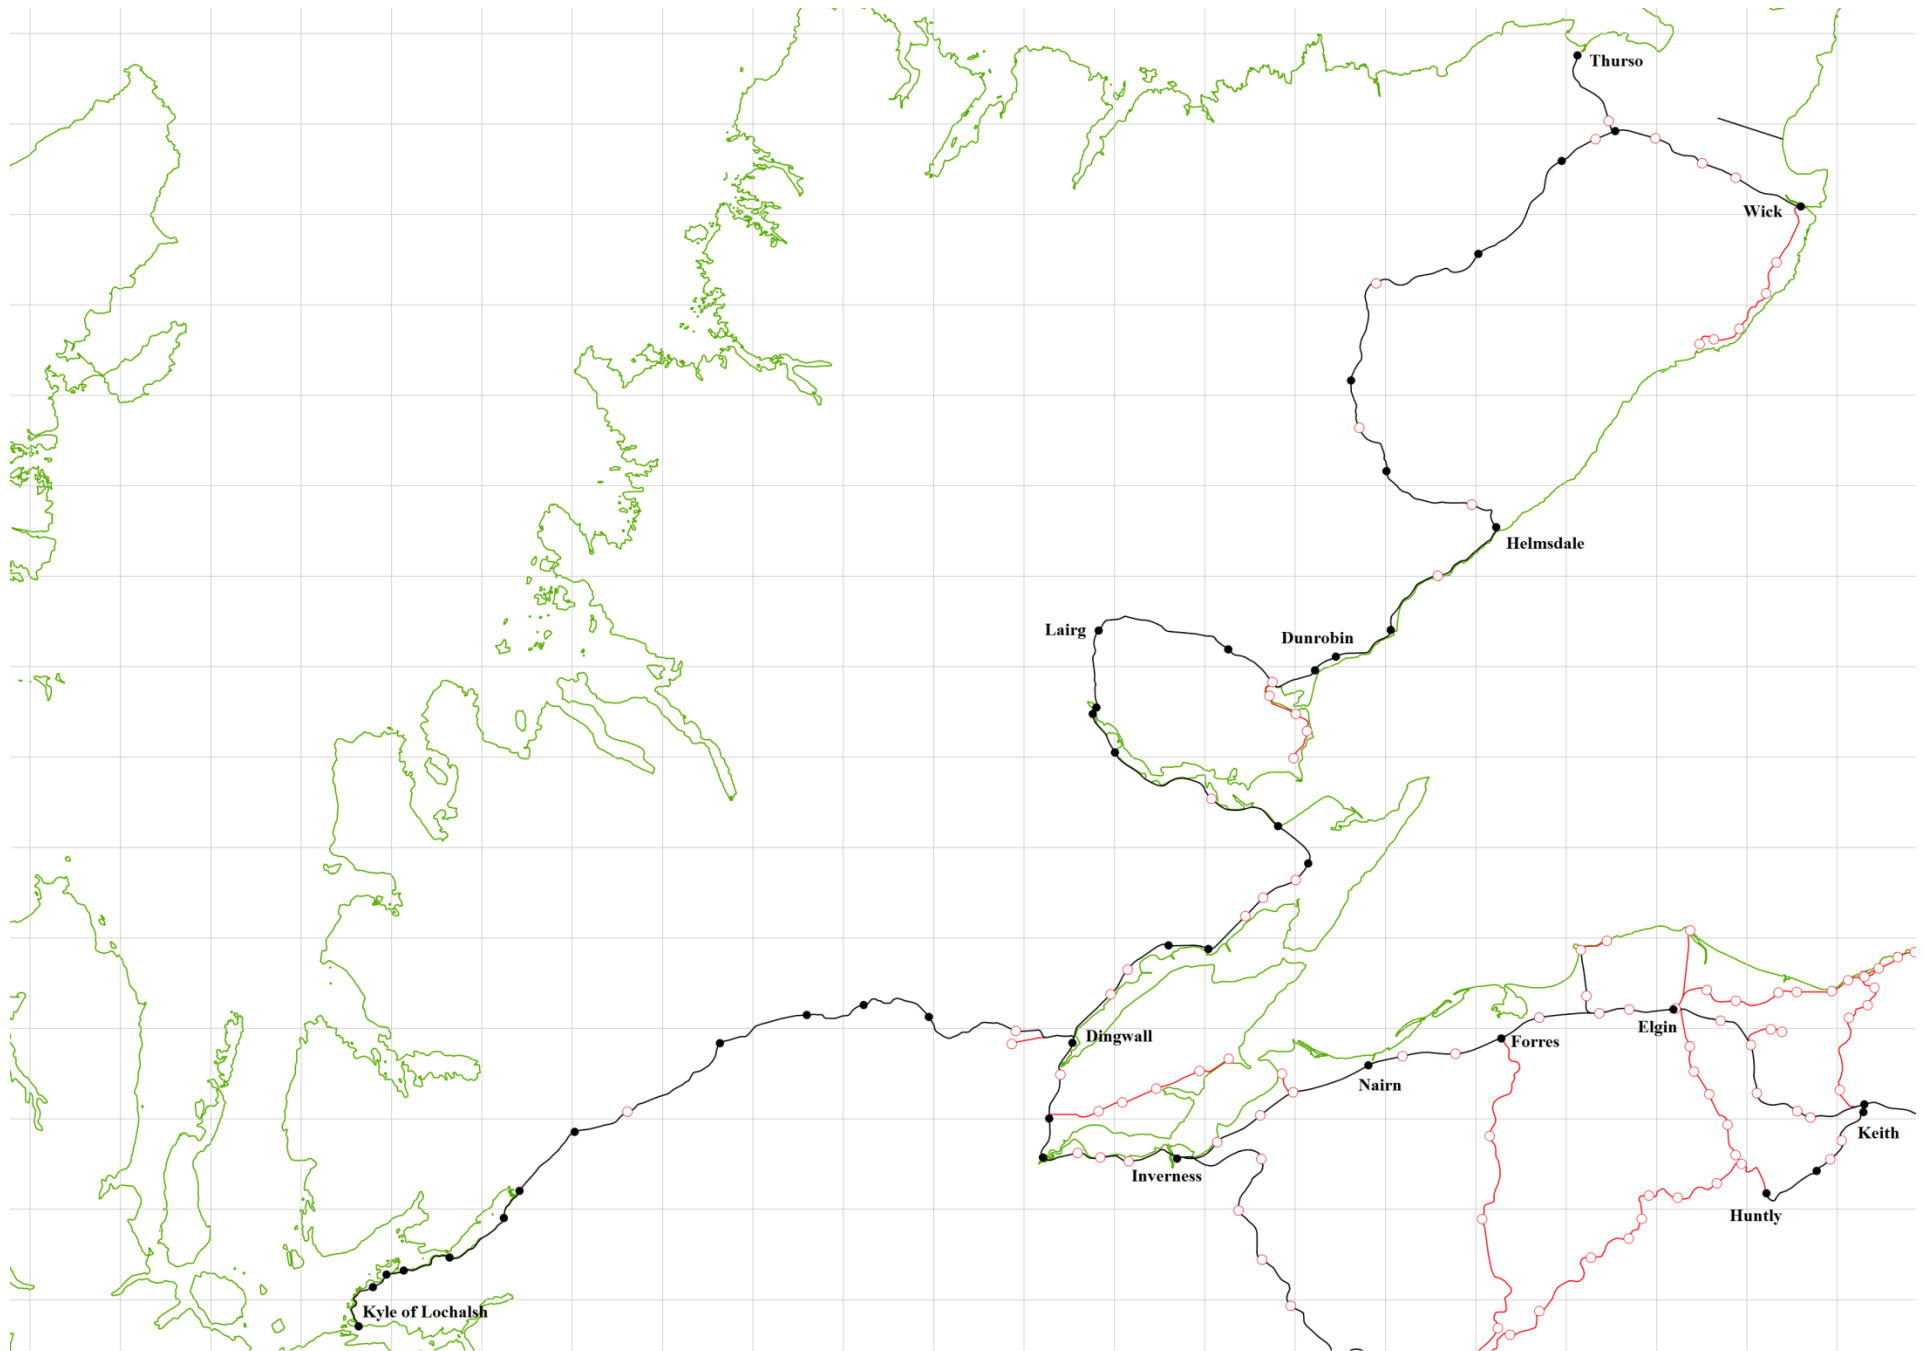 Thurso
Wick
Helmsdale
Lairg
Dunrobin
Dingwall
Elgin
Forres
Nairn
Keith
Inverness
Huntly
Kyle of Lochalsh